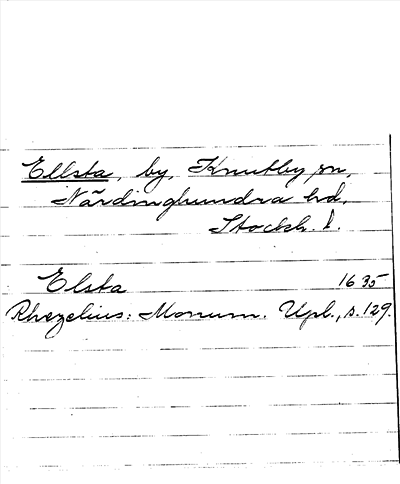 Ellsta, by, Knutby sn,
Närdinghundra hd,
Stockh. l.
Elsta 1635
Rhezelius: Monum. Upl., s. 129.